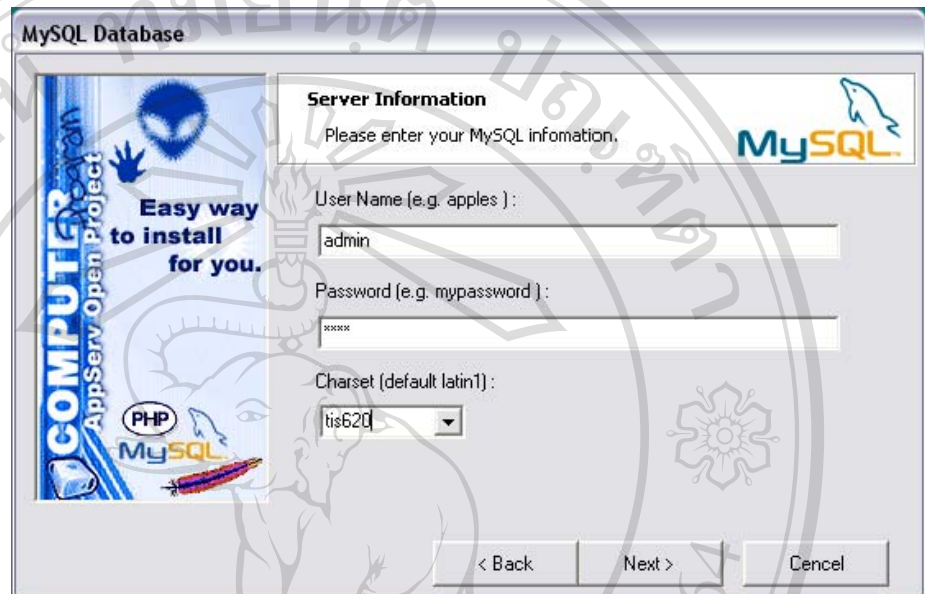 MySQL Database
Server Information
Please enter your MySQL infomation.
MySQL
User Name (e.g. apples ) :
admin
Password (e.g. mypassword ) :
××××
Charset (default latin1) :
tis620
COMPUTER
Program
AppServ Open Project
Easy way
to install
for you.
PHP
MySQL
< Back
Next >
Cencel